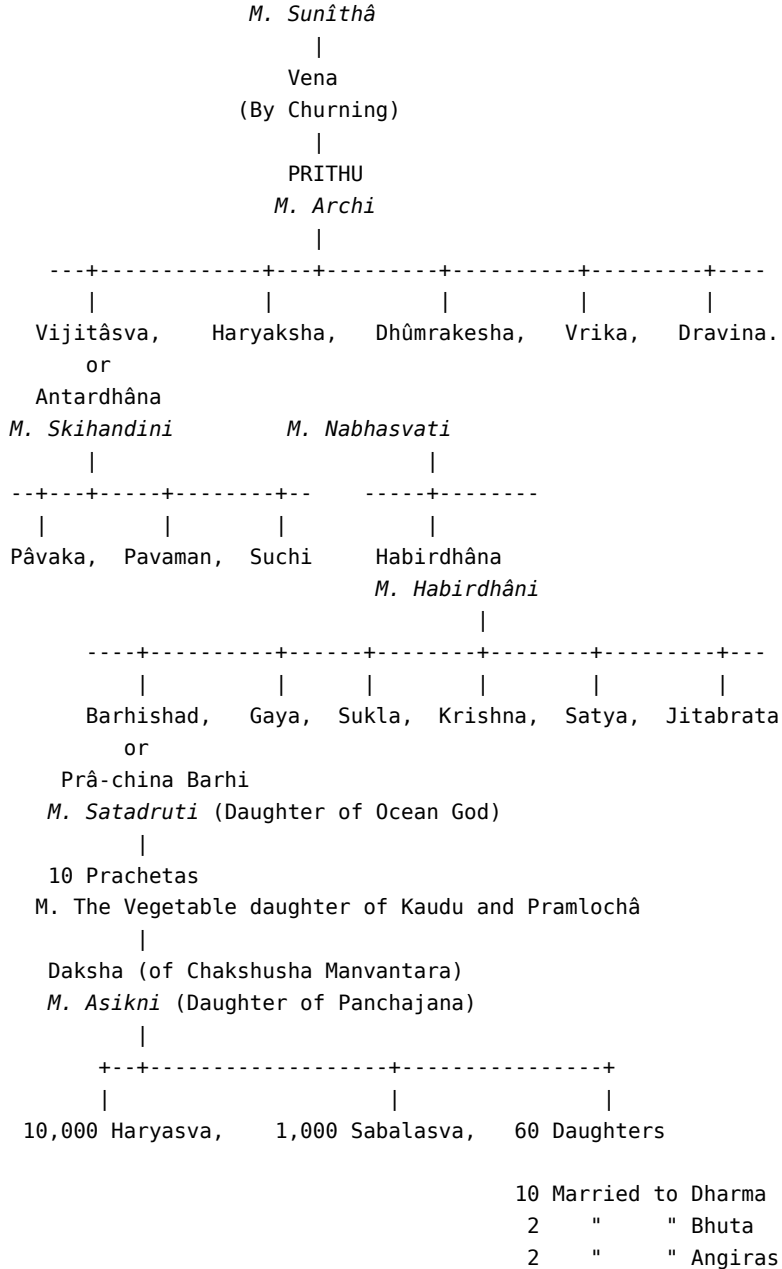 M. Sunîthâ
|
Vena
(By Churning)
|
PRITHU
M. Archi
|
---+-------------+---+---------+----------+---------+----
| | | | |
Vijitâsva, Haryaksha, Dhûmrakesha, Vrika, Dravina.
or
Antardhâna
M. Skihandini M. Nabhasvati
| |
--+---+-----+--------+-- -----+--------
| | | |
Pâvaka, Pavaman, Suchi Habirdhâna
M. Habirdhâni
|
----+----------+------+--------+--------+---------+---
| | | | | |
Barhishad, Gaya, Sukla, Krishna, Satya, Jitabrata
or
Prâ-china Barhi
M. Satadruti (Daughter of Ocean God)
|
10 Prachetas
M. The Vegetable daughter of Kaudu and Pramlochâ
|
Daksha (of Chakshusha Manvantara)
M. Asikni (Daughter of Panchajana)
|
+--+-------------------+----------------+
| | |
10,000 Haryasva, 1,000 Sabalasva, 60 Daughters
10 Married to Dharma
2 " " Bhuta
2 " " Angiras